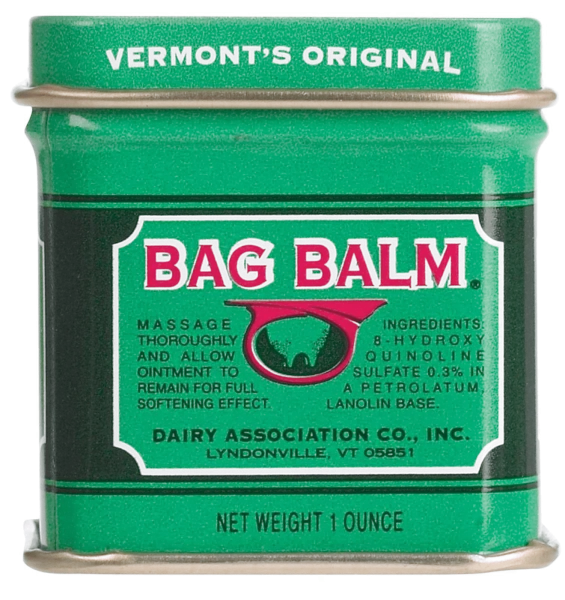 VERMONT'S ORIGINAL
BAG BALM®
MASSAGE
THOROUGHLY
AND ALLOW
OINTMENT TO
REMAIN FOR FULL
SOFTENING EFFECT.
INGREDIENTS:
8-HYDROXY
QUINOLINE
SULFATE 0.3% IN
A PETROLATUM,
LANOLIN BASE.
DAIRY ASSOCIATION CO., INC.
LYNDONVILLE, VT 05851
NET WEIGHT 1 OUNCE